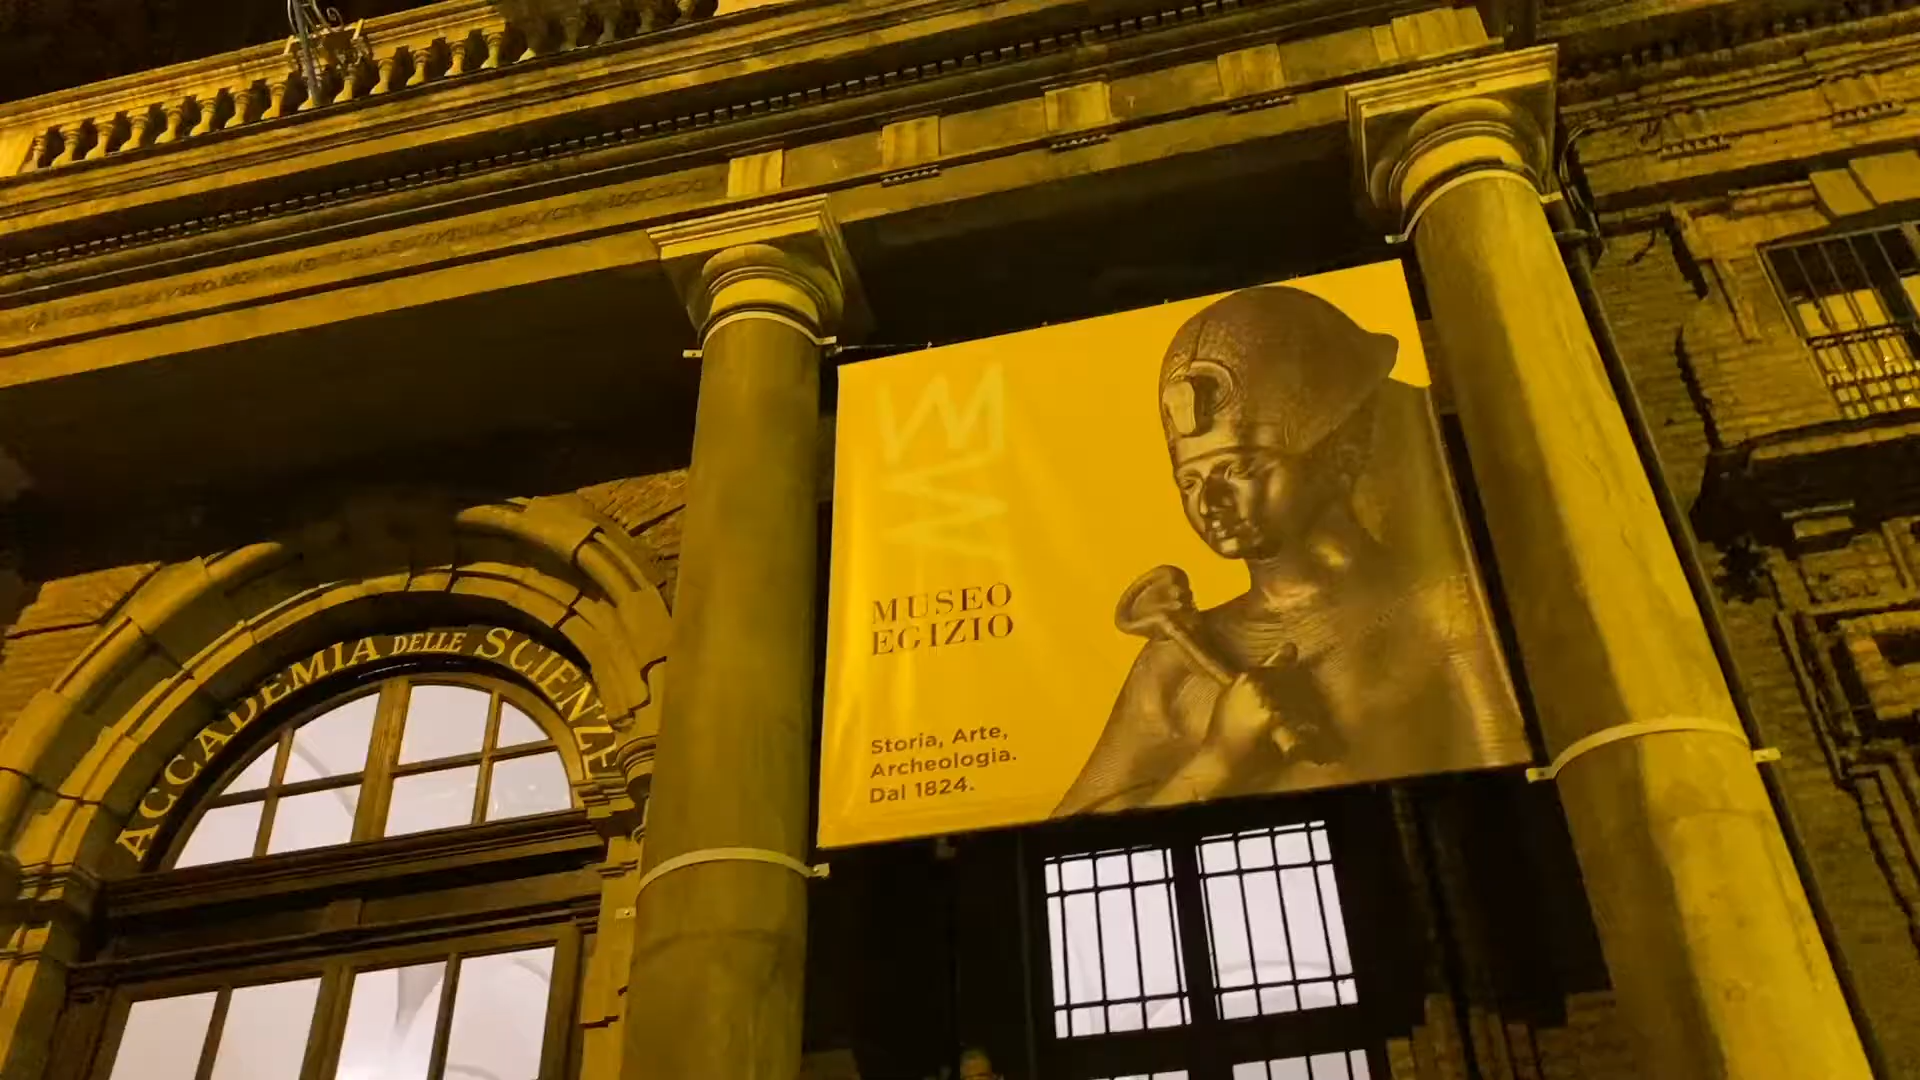 ACCADEMIA DELLE SCIENZE
MUSEO
EGIZIO
Storia, Arte,
Archeologia.
Dal 1824.